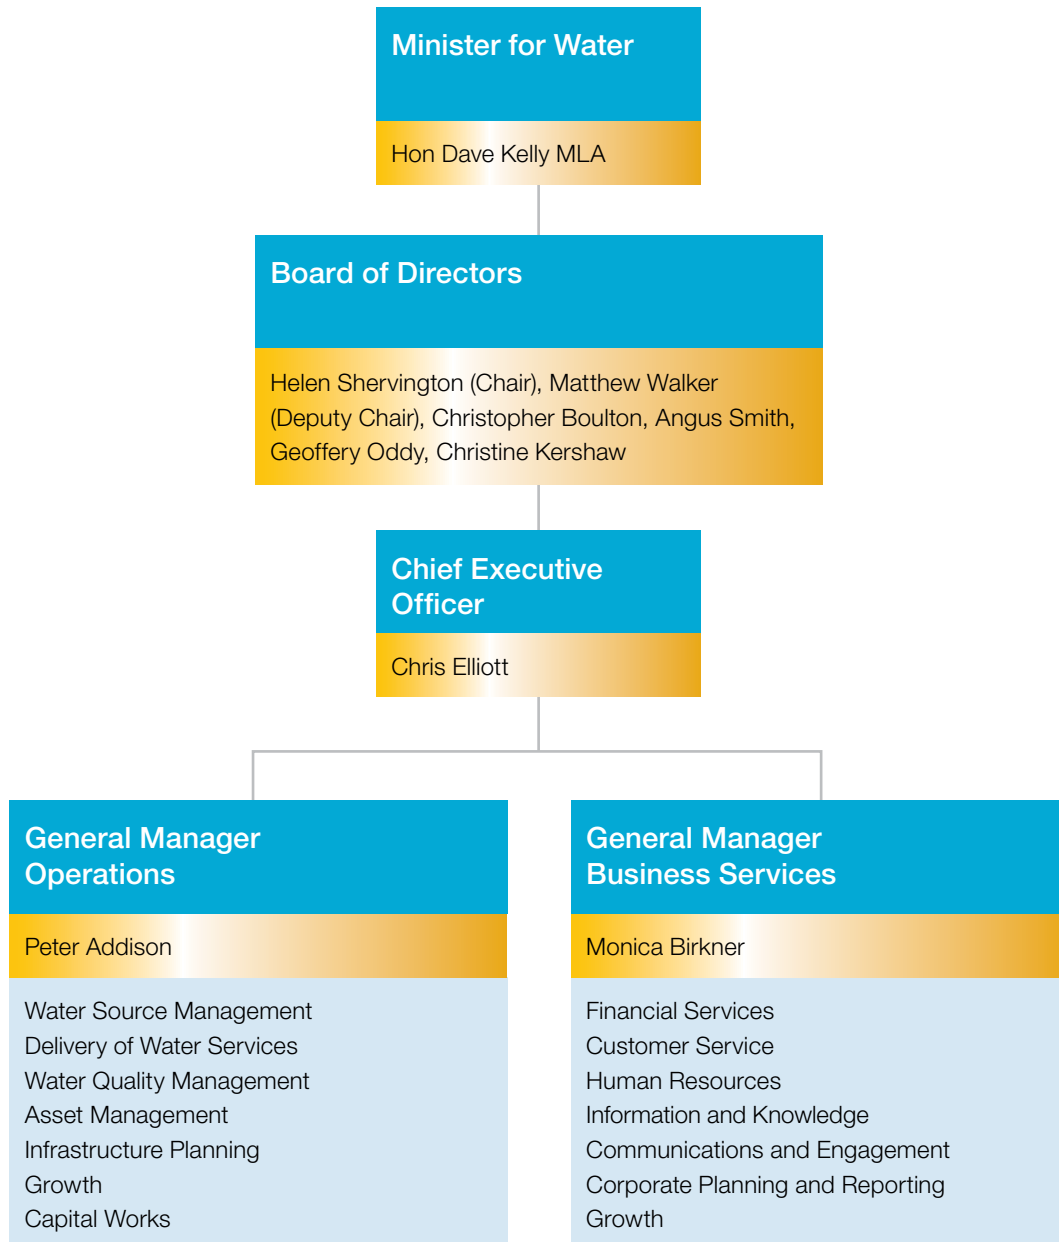 Minister for Water
Hon Dave Kelly MLA
Board of Directors
Helen Shervington (Chair), Matthew Walker
(Deputy Chair), Christopher Boulton, Angus Smith,
Geoffery Oddy, Christine Kershaw
Chief Executive
Officer
Chris Elliott
General Manager
Operations
Peter Addison
Water Source Management
Delivery of Water Services
Water Quality Management
Asset Management
Infrastructure Planning
Growth
Capital Works
General Manager
Business Services
Monica Birkner
Financial Services
Customer Service
Human Resources
Information and Knowledge
Communications and Engagement
Corporate Planning and Reporting
Growth